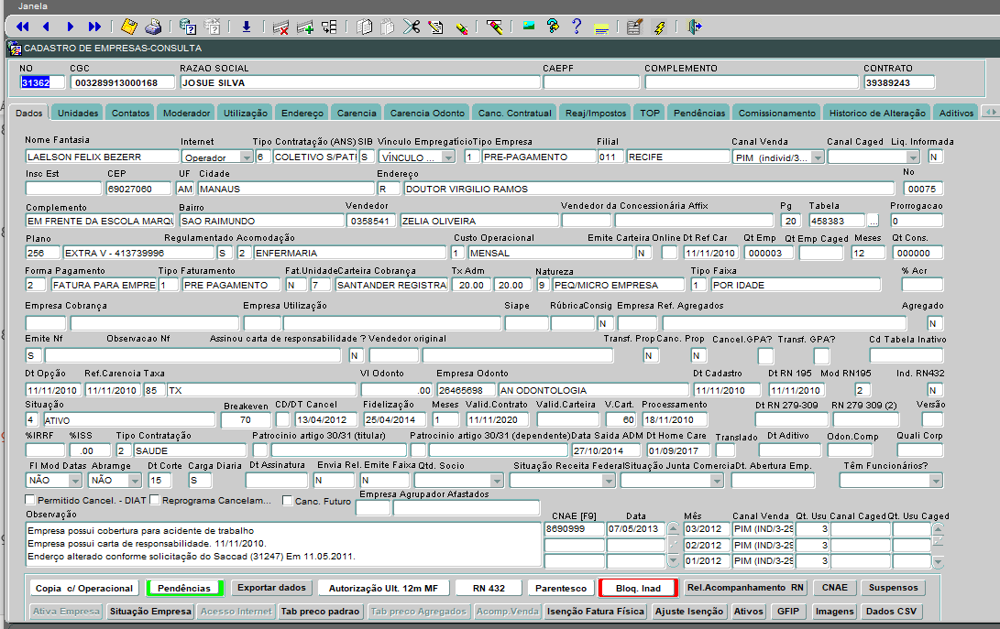 Janela
CADASTRO DE EMPRESAS-CONSULTA
NO CGC RAZAO SOCIAL CAEPF COMPLEMENTO CONTRATO
31362 003289913000168 JOSUE SILVA 39389243
Dados Unidades Contatos Moderador Utilização Endereço Carencia Carencia Odonto Canc. Contratual Reaj/Impostos TOP Pendências Comissionamento Historico de Alteração Aditivos
Nome Fantasia Internet Tipo Contratação (ANS) SIB Vínculo Empregatício Tipo Empresa Filial Canal Venda Canal Caged Liq. Informada
LAELSON FELIX BEZERR Operador 6 COLETIVO S/PATI S VÍNCULO ... 1 PRE-PAGAMENTO 011 RECIFE PIM (individ/3... N
Insc Est CEP UF Cidade Endereço No
69027060 AM MANAUS R DOUTOR VIRGILIO RAMOS 00075
Complemento Bairro Vendedor Vendedor da Concessionária Affix Pg Tabela Prorrogacao
EM FRENTE DA ESCOLA MARQU SAO RAIMUNDO 0358541 ZELIA OLIVEIRA 20 458383 ... 0
Plano Regulamentado Acomodação Custo Operacional Emite Carteira Online Dt Ref Car Qt Emp Qt Emp Caged Meses Qt Cons.
256 EXTRA V - 413739996 S 2 ENFERMARIA 1 MENSAL N 11/11/2010 000003 12 000000
Forma Pagamento Tipo Faturamento Fat.Unidade Carteira Cobrança Tx Adm Natureza Tipo Faixa % Acr
2 FATURA PARA EMPRE 1 PRE PAGAMENTO N 7 SANTANDER REGISTRA 20.00 20.00 9 PEQ/MICRO EMPRESA 1 POR IDADE
Empresa Cobrança Empresa Utilização Siape RúbricaConsig Empresa Ref. Agregados Agregado
N N
Emite Nf Observacao Nf Assinou carta de responsabilidade ? Vendedor original Transf. Prop Canc. Prop Cancel.GPA? Transf. GPA? Cd Tabela Inativo
S N N N
Dt Opção Ref.Carencia Taxa Vl Odonto Empresa Odonto Dt Cadastro Dt RN 195 Mod RN195 Ind. RN432
11/11/2010 11/11/2010 85 TX .00 26465698 AN ODONTOLOGIA 11/11/2010 11/11/2010 2 N
Situação Breakeven CD/DT Cancel Fidelização Meses Valid.Contrato Valid.Carteira V.Cart. Processamento Dt RN 279-309 RN 279 309 (2) Versão
4 ATIVO 70 13/04/2012 25/04/2014 1 11/11/2020 60 18/11/2010
%IRRF %ISS Tipo Contratação Patrocinio artigo 30/31 (titular) Patrocinio artigo 30/31 (dependente) Data Saida ADM Dt Home Care Translado Dt Aditivo Odon.Comp Quali Corp
.00 2 SAUDE 27/10/2014 01/09/2017
Fl Mod Datas Abramge Dt Corte Carga Diaria Dt Assinatura Envia Rel. Emite Faixa Qtd. Socio Situação Receita Federal Situação Junta Comercial Dt. Abertura Emp. Têm Funcionários?
NÃO NÃO 15 S N N
Permitido Cancel. - DIAT Reprograma Cancelam... Canc. Futuro Empresa Agrupador Afastados
Observação CNAE [F9] Data Mês Canal Venda Qt. Usu Canal Caged Qt. Usu Caged
Empresa possui cobertura para acidente de trabalho 8690999 07/05/2013 03/2012 PIM (IND/3-29 3
Empresa possui carta de responsabilidade. 11/11/2010. 02/2012 PIM (IND/3-29 3
Enderço alterado conforme solicitação do Saccad (31247) Em 11.05.2011. 01/2012 PIM (IND/3-29 3
Copia c/ Operacional Pendências Exportar dados Autorização Ult. 12m MF RN 432 Parentesco Bloq. Inad Rel.Acompanhamento RN CNAE Suspensos
Ativa Empresa Situação Empresa Acesso Internet Tab preco padrao Tab preco Agregados Acomp.Venda Isenção Fatura Física Ajuste Isenção Ativos GFIP Imagens Dados CSV